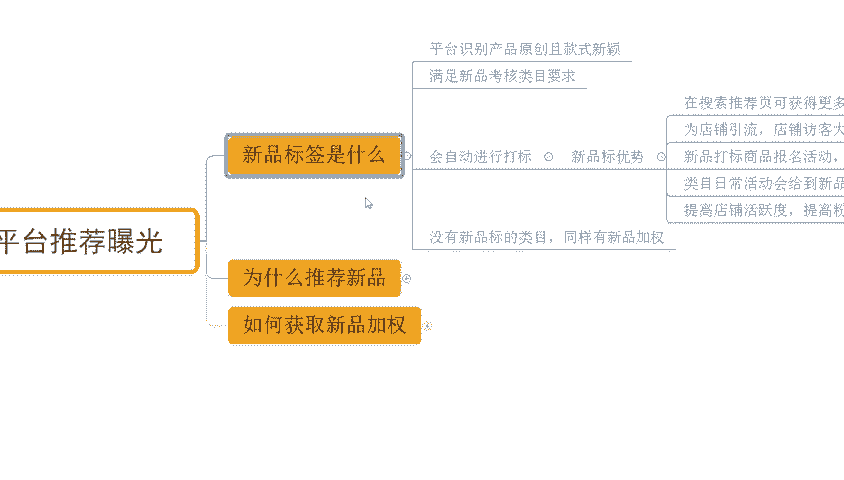 平台推荐曝光
新品标签是什么
平台识别产品原创且款式新颖
满足新品考核类目要求
会自动进行打标
新品标优势
在搜索推荐页可获得更多
为店铺引流，店铺访客大
新品打标商品报名活动，
类目日常活动会给到新品
提高店铺活跃度，提高粉
没有新品标的类目，同样有新品加权
为什么推荐新品
如何获取新品加权